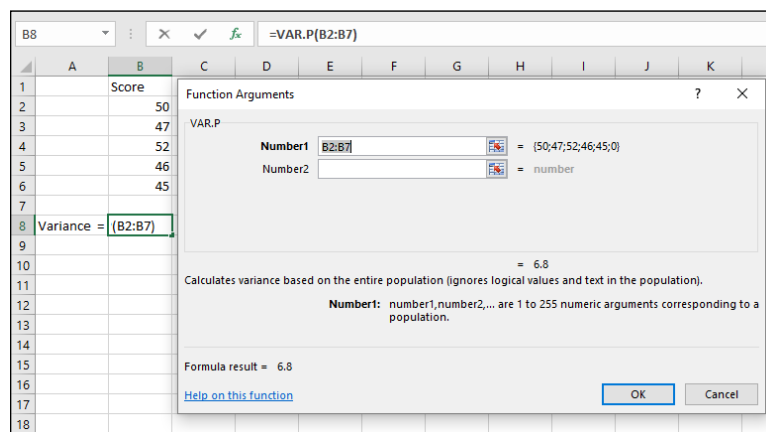 B8 fx =VAR.P(B2:B7)
A B C D E F G H I J K
1 Score
2 50
3 47
4 52
5 46
6 45
7
8 Variance = (B2:B7)
9
10
11
12
13
14
15
16
17
18
Function Arguments ? ×
VAR.P
Number1 B2:B7 = {50;47;52;46;45;0}
Number2 = number
= 6.8
Calculates variance based on the entire population (ignores logical values and text in the population).
Number1: number1,number2,... are 1 to 255 numeric arguments corresponding to a
population.
Formula result = 6.8
Help on this function
OK Cancel